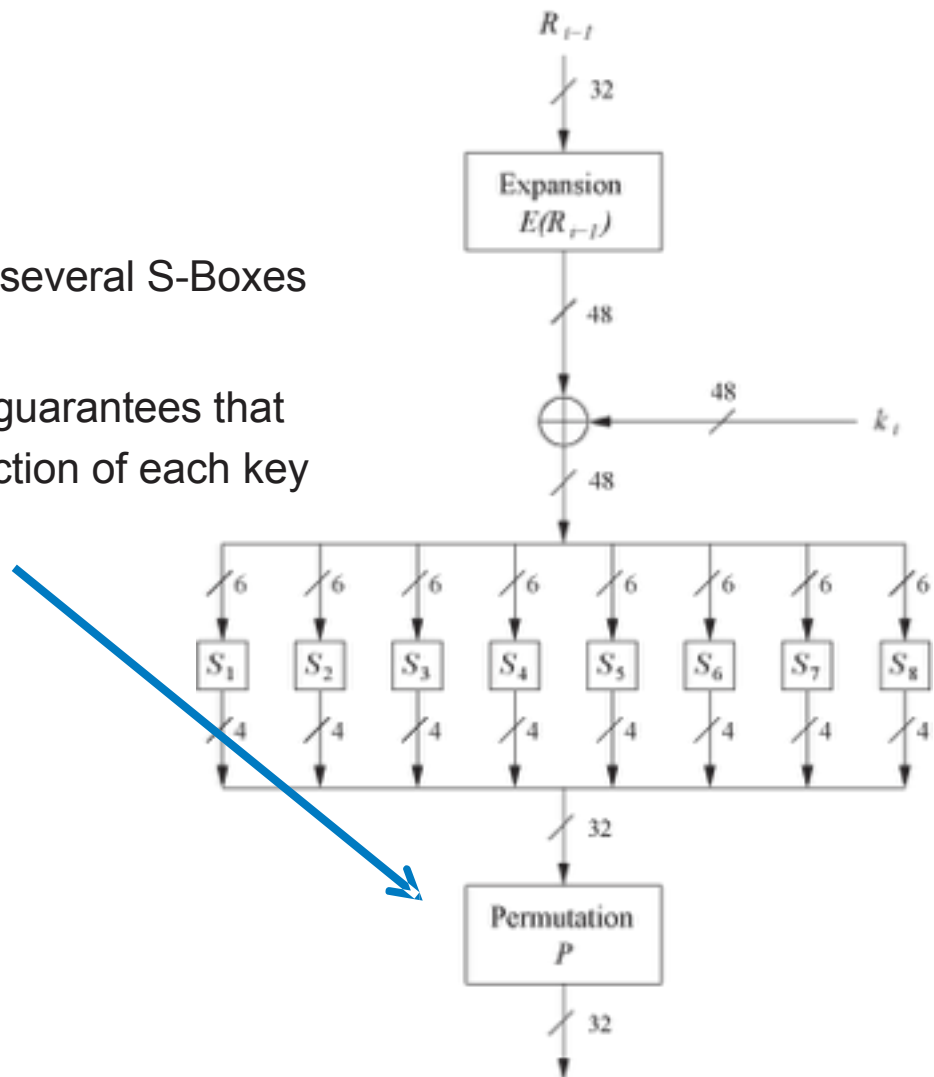 R i−1
32
Expansion
E(R i−1)
several S-Boxes
48
guarantees that
48
k i
ction of each key
48
6 6 6 6 6 6 6 6
S1 S2 S3 S4 S5 S6 S7 S8
4 4 4 4 4 4 4 4
32
Permutation
P
32